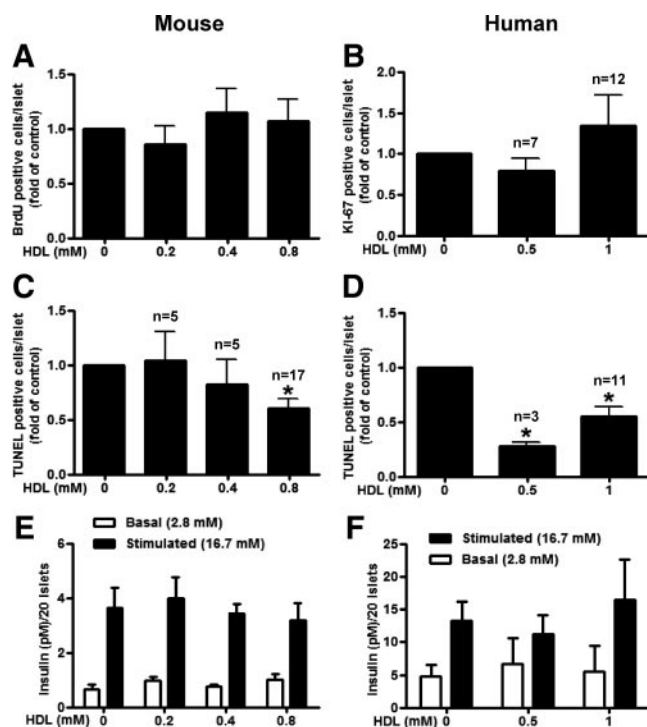 Mouse
Human
A
BrdU positive cells/Islet
(fold of control)
1.5
1.0
0.5
0.0
HDL (mM) 0 0.2 0.4 0.8
B
KI-67 positive cells/Islet
(fold of control)
2.0
1.5
1.0
0.5
0.0
n=7
n=12
HDL (mM) 0 0.5 1
C
TUNEL positive cells/Islet
(fold of control)
1.5
1.0
0.5
0.0
n=5
n=5
n=17
*
HDL (mM) 0 0.2 0.4 0.8
D
TUNEL positive cells/Islet
(fold of control)
1.5
1.0
0.5
0.0
n=3
*
n=11
*
HDL (mM) 0 0.5 1
E
Basal (2.8 mM)
Stimulated (16.7 mM)
Insulin (pM)/20 Islets
6
4
2
0
HDL (mM) 0 0.2 0.4 0.8
F
Stimulated (16.7 mM)
Basal (2.8 mM)
Insulin (pM)/20 Islets
25
20
15
10
5
0
HDL (mM) 0 0.5 1